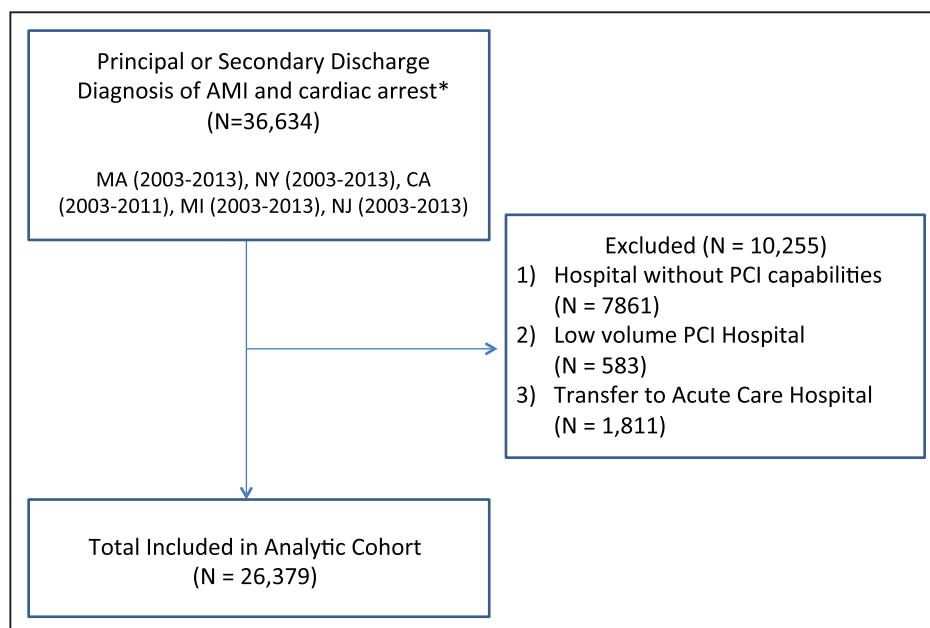 Principal or Secondary Discharge
Diagnosis of AMI and cardiac arrest*
(N=36,634)
MA (2003-2013), NY (2003-2013), CA
(2003-2011), MI (2003-2013), NJ (2003-2013)
Excluded (N = 10,255)
1) Hospital without PCI capabilities
(N = 7861)
2) Low volume PCI Hospital
(N = 583)
3) Transfer to Acute Care Hospital
(N = 1,811)
Total Included in Analytic Cohort
(N = 26,379)